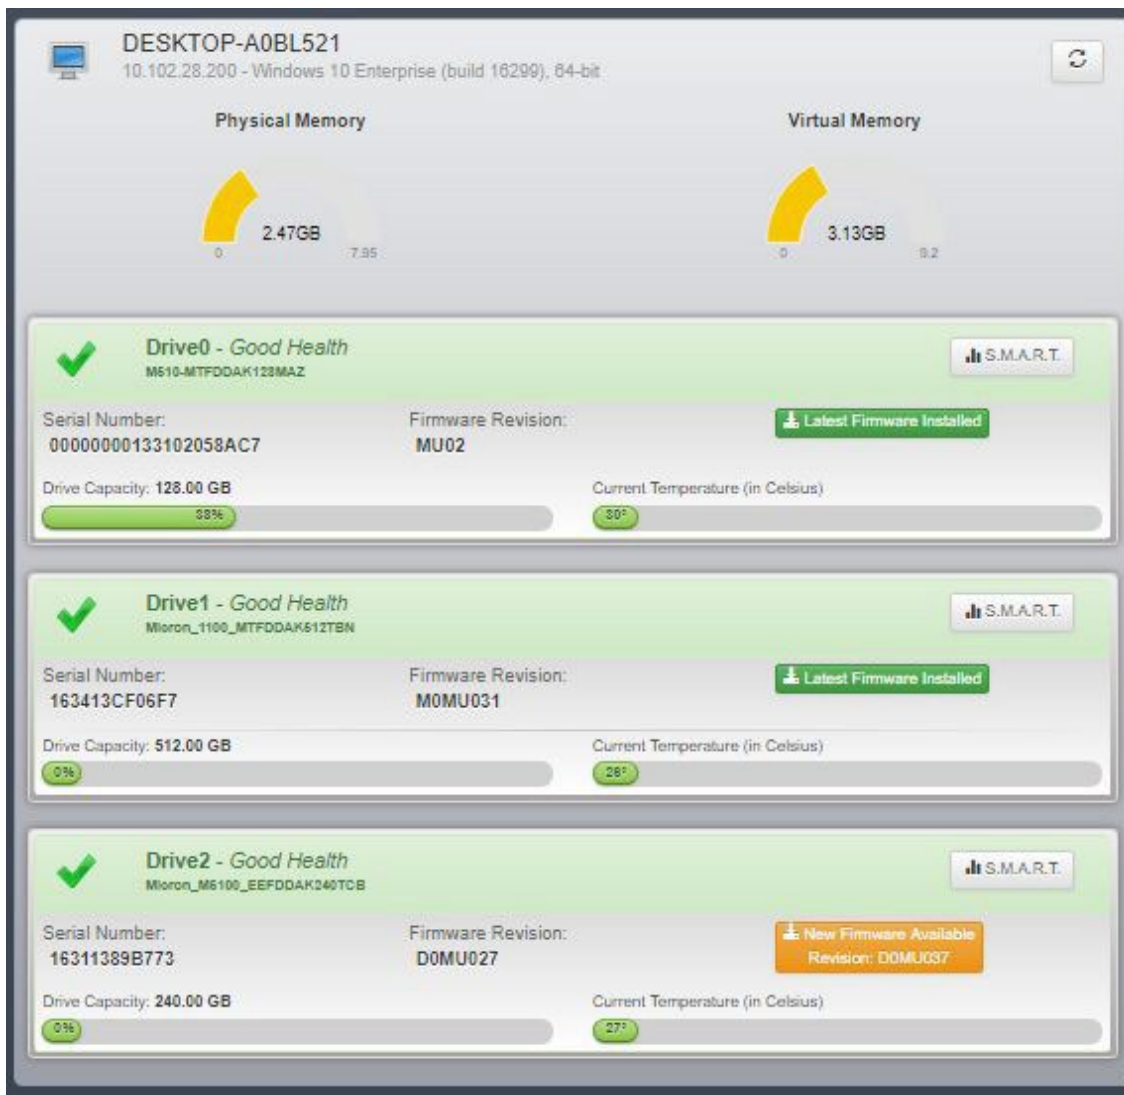 DESKTOP-A0BL521
10.102.28.200 - Windows 10 Enterprise (build 16299), 64-bit
Physical Memory
Virtual Memory
2.47GB
0
7.95
3.13GB
0
9.2
Drive0 - Good Health
S.M.A.R.T.
M510-MTFDDAK128MAZ
Serial Number:
Firmware Revision:
Latest Firmware Installed
00000000133102058AC7
MU02
Drive Capacity: 128.00 GB
Current Temperature (in Celsius)
38%
30°
Drive1 - Good Health
S.M.A.R.T.
Micron_1100_MTFDDAK512TBN
Serial Number:
Firmware Revision:
Latest Firmware Installed
163413CF06F7
M0MU031
Drive Capacity: 512.00 GB
Current Temperature (in Celsius)
0%
28°
Drive2 - Good Health
S.M.A.R.T.
Micron_M5100_EEFDDAK240TCB
Serial Number:
Firmware Revision:
New Firmware Available
Revision: D0MU037
16311389B773
D0MU027
Drive Capacity: 240.00 GB
Current Temperature (in Celsius)
0%
27°